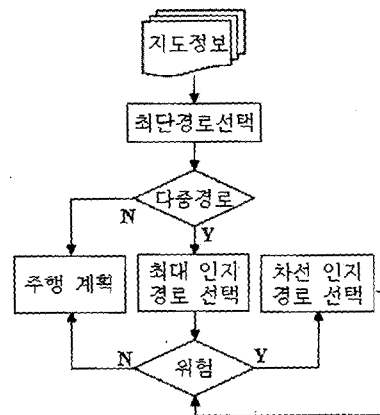 지도정보
최단경로선택
다중경로
N
Y
주행 계획
최대 인지
경로 선택
차선 인지
경로 선택
N
위험
Y